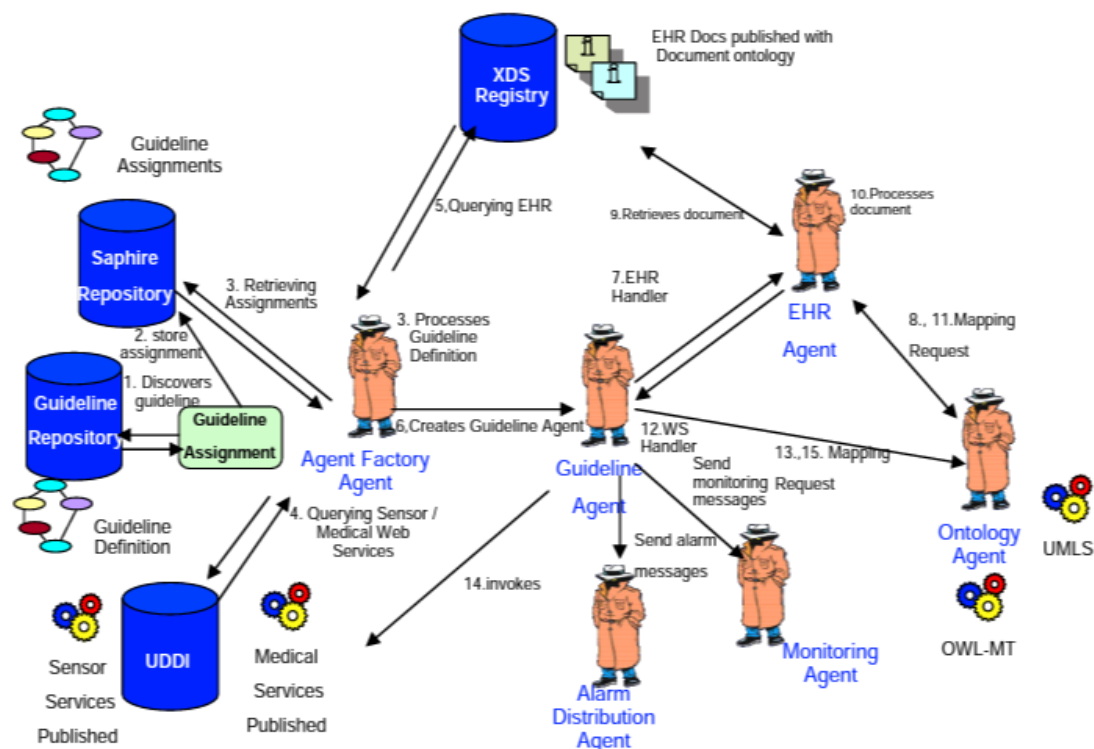 EHR Docs published with
Document ontology
XDS
Registry
Guideline
Assignments
5,Querying EHR
9.Retrieves document
10.Processes
document
Saphire
Repository
3. Retrieving
Assignments
2. store
assignment
3. Processes
Guideline
Definition
7.EHR
Handler
EHR
Agent
8., 11.Mapping
Request
1. Discovers
guideline
Guideline
Repository
Guideline
Assignment
6,Creates Guideline Agent
Agent Factory
Agent
12.WS
Handler
Guideline
Agent
Send
monitoring
messages
13.,15. Mapping
Request
Guideline
Definition
4. Querying Sensor /
Medical Web
Services
Ontology
Agent
UMLS
Send alarm
messages
14.invokes
UDDI
Sensor
Services
Published
Medical
Services
Published
Monitoring
Agent
OWL-MT
Alarm
Distribution
Agent